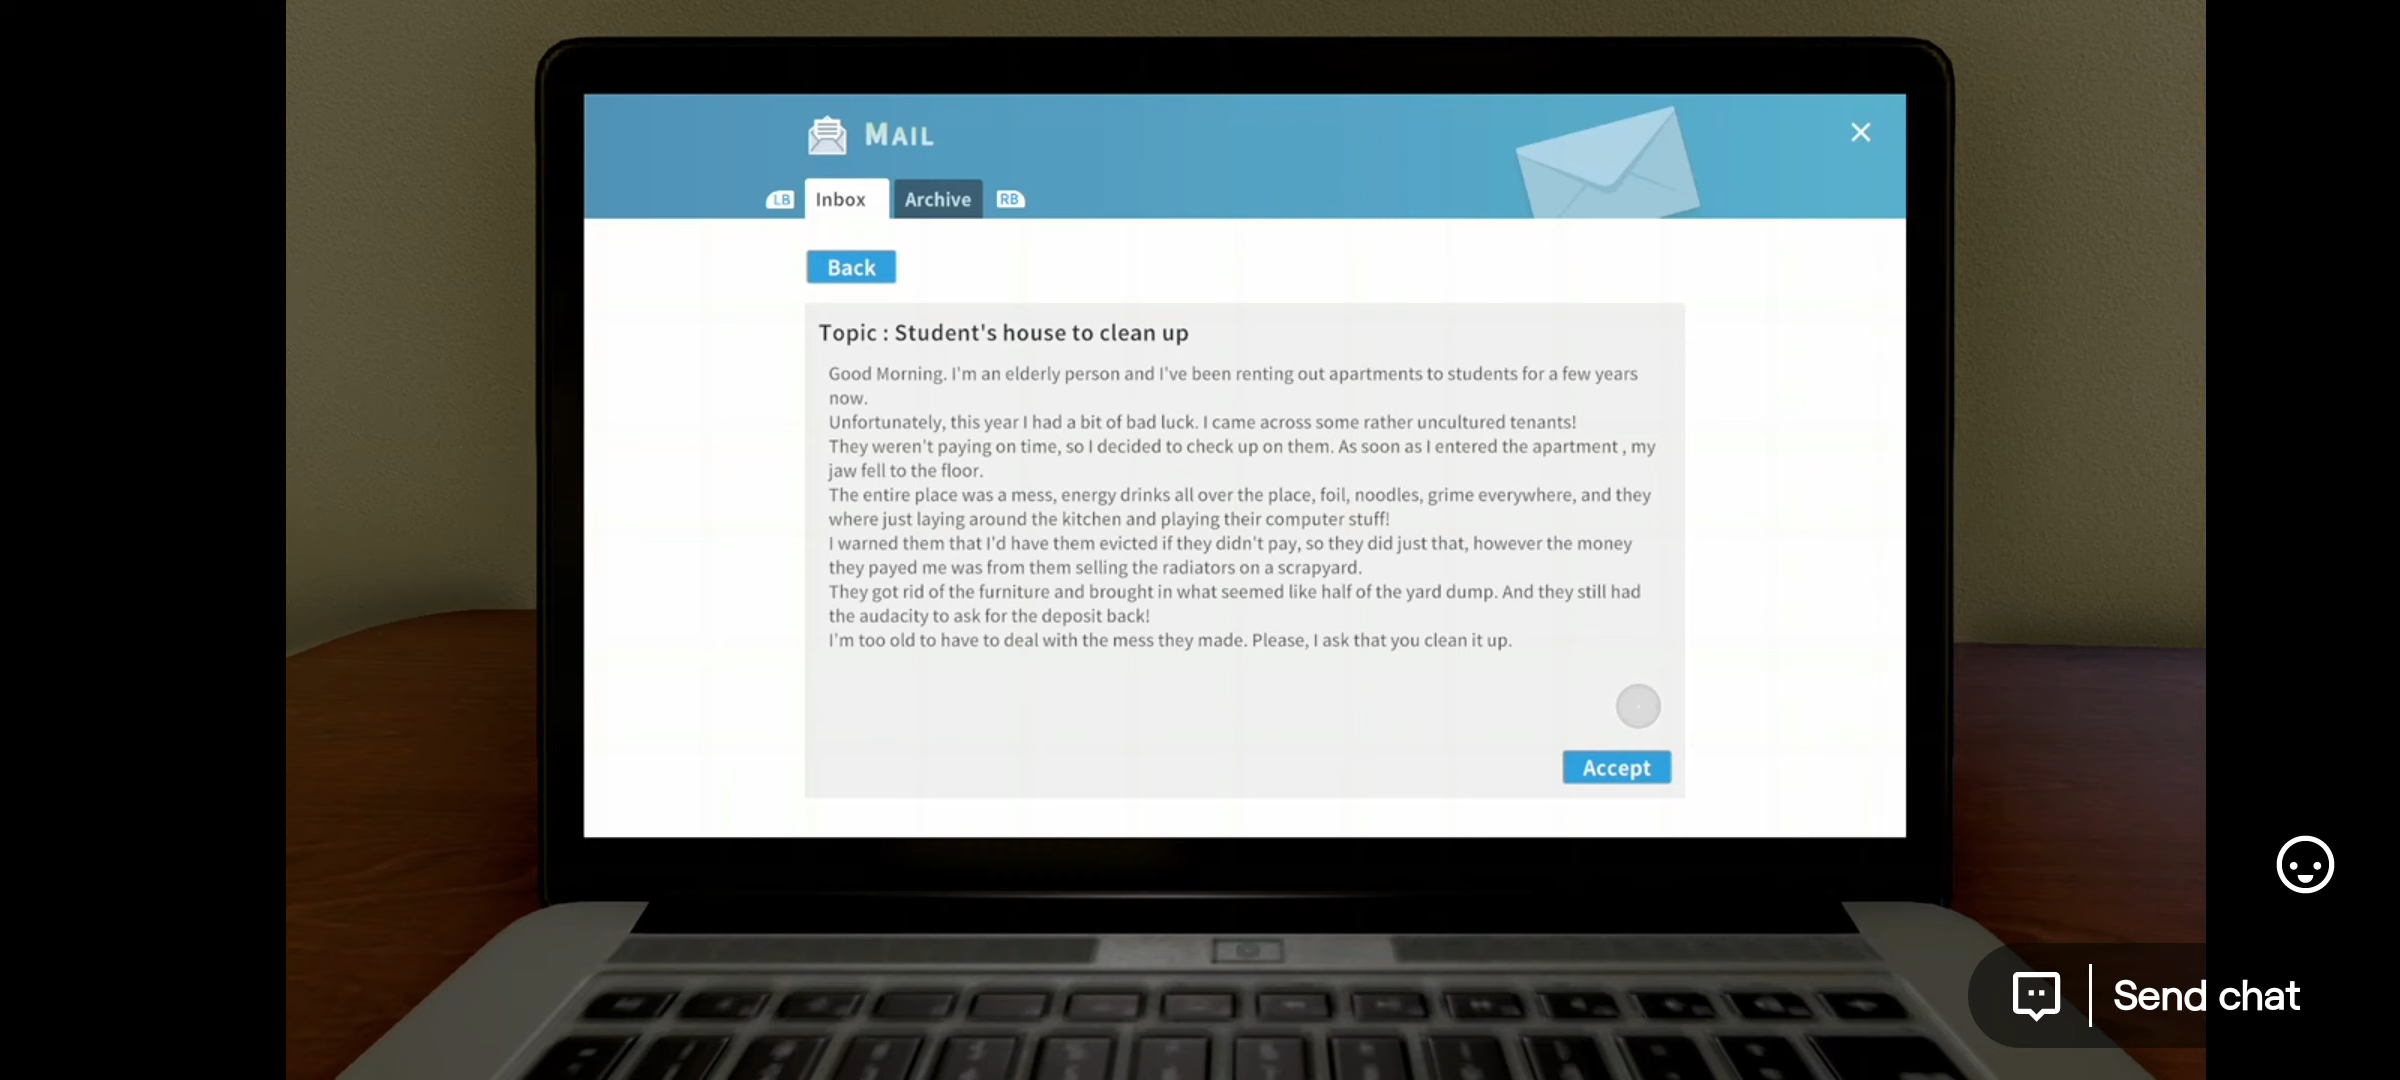 MAIL
LB Inbox Archive RB
Back
Topic : Student's house to clean up
Good Morning. I'm an elderly person and I've been renting out apartments to students for a few years
now.
Unfortunately, this year I had a bit of bad luck. I came across some rather uncultured tenants!
They weren't paying on time, so I decided to check up on them. As soon as I entered the apartment , my
jaw fell to the floor.
The entire place was a mess, energy drinks all over the place, foil, noodles, grime everywhere, and they
where just laying around the kitchen and playing their computer stuff!
I warned them that I'd have them evicted if they didn't pay, so they did just that, however the money
they payed me was from them selling the radiators on a scrapyard.
They got rid of the furniture and brought in what seemed like half of the yard dump. And they still had
the audacity to ask for the deposit back!
I'm too old to have to deal with the mess they made. Please, I ask that you clean it up.
Accept
Send chat